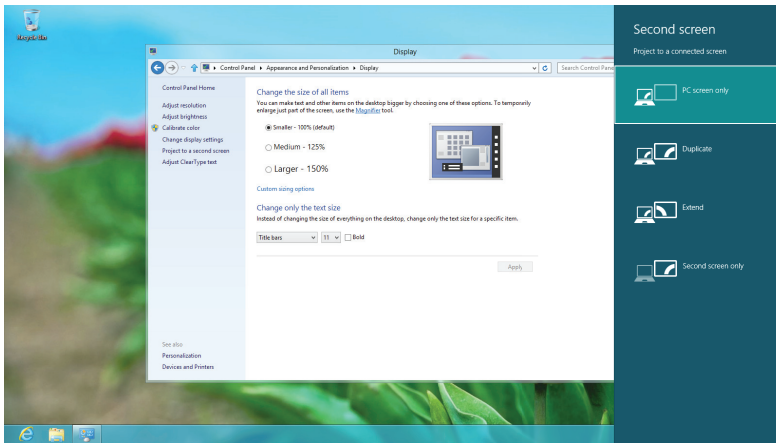 Recycle Bin
Display
Control Panel ▸ Appearance and Personalization ▸ Display
Search Control Pane
Control Panel Home
Adjust resolution
Adjust brightness
Calibrate color
Change display settings
Project to a second screen
Adjust ClearType text
See also
Personalization
Devices and Printers
Change the size of all items
You can make text and other items on the desktop bigger by choosing one of these options. To temporarily
enlarge just part of the screen, use the Magnifier tool.
Smaller - 100% (default)
Medium - 125%
Larger - 150%
Custom sizing options
Change only the text size
Instead of changing the size of everything on the desktop, change only the text size for a specific item.
Title bars 11 Bold
Apply
Second screen
Project to a connected screen
PC screen only
Duplicate
Extend
Second screen only